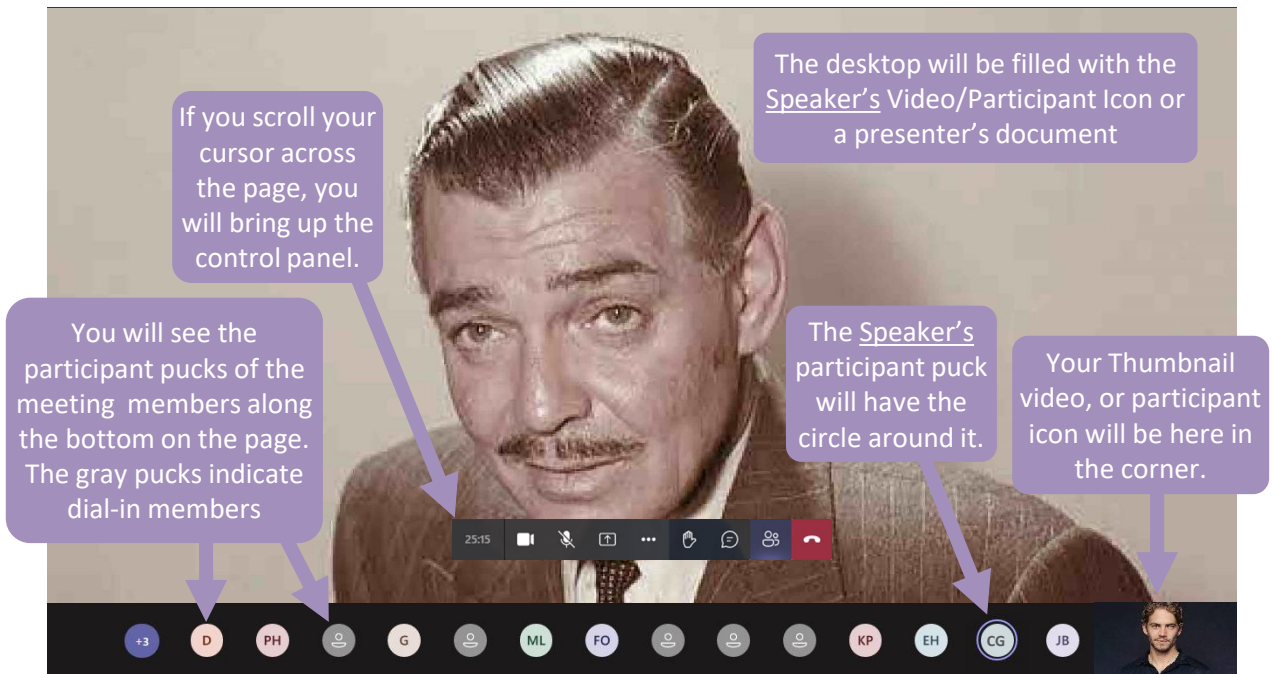 The desktop will be filled with the
Speaker's Video/Participant Icon or
a presenter's document
If you scroll your
cursor across
the page, you
will bring up the
control panel.
You will see the
participant pucks of the
meeting members along
the bottom on the page.
The gray pucks indicate
dial-in members
The Speaker's
participant puck
will have the
circle around it.
Your Thumbnail
video, or participant
icon will be here in
the corner.
25:15
+3 D PH G ML FO KP EH CG JB